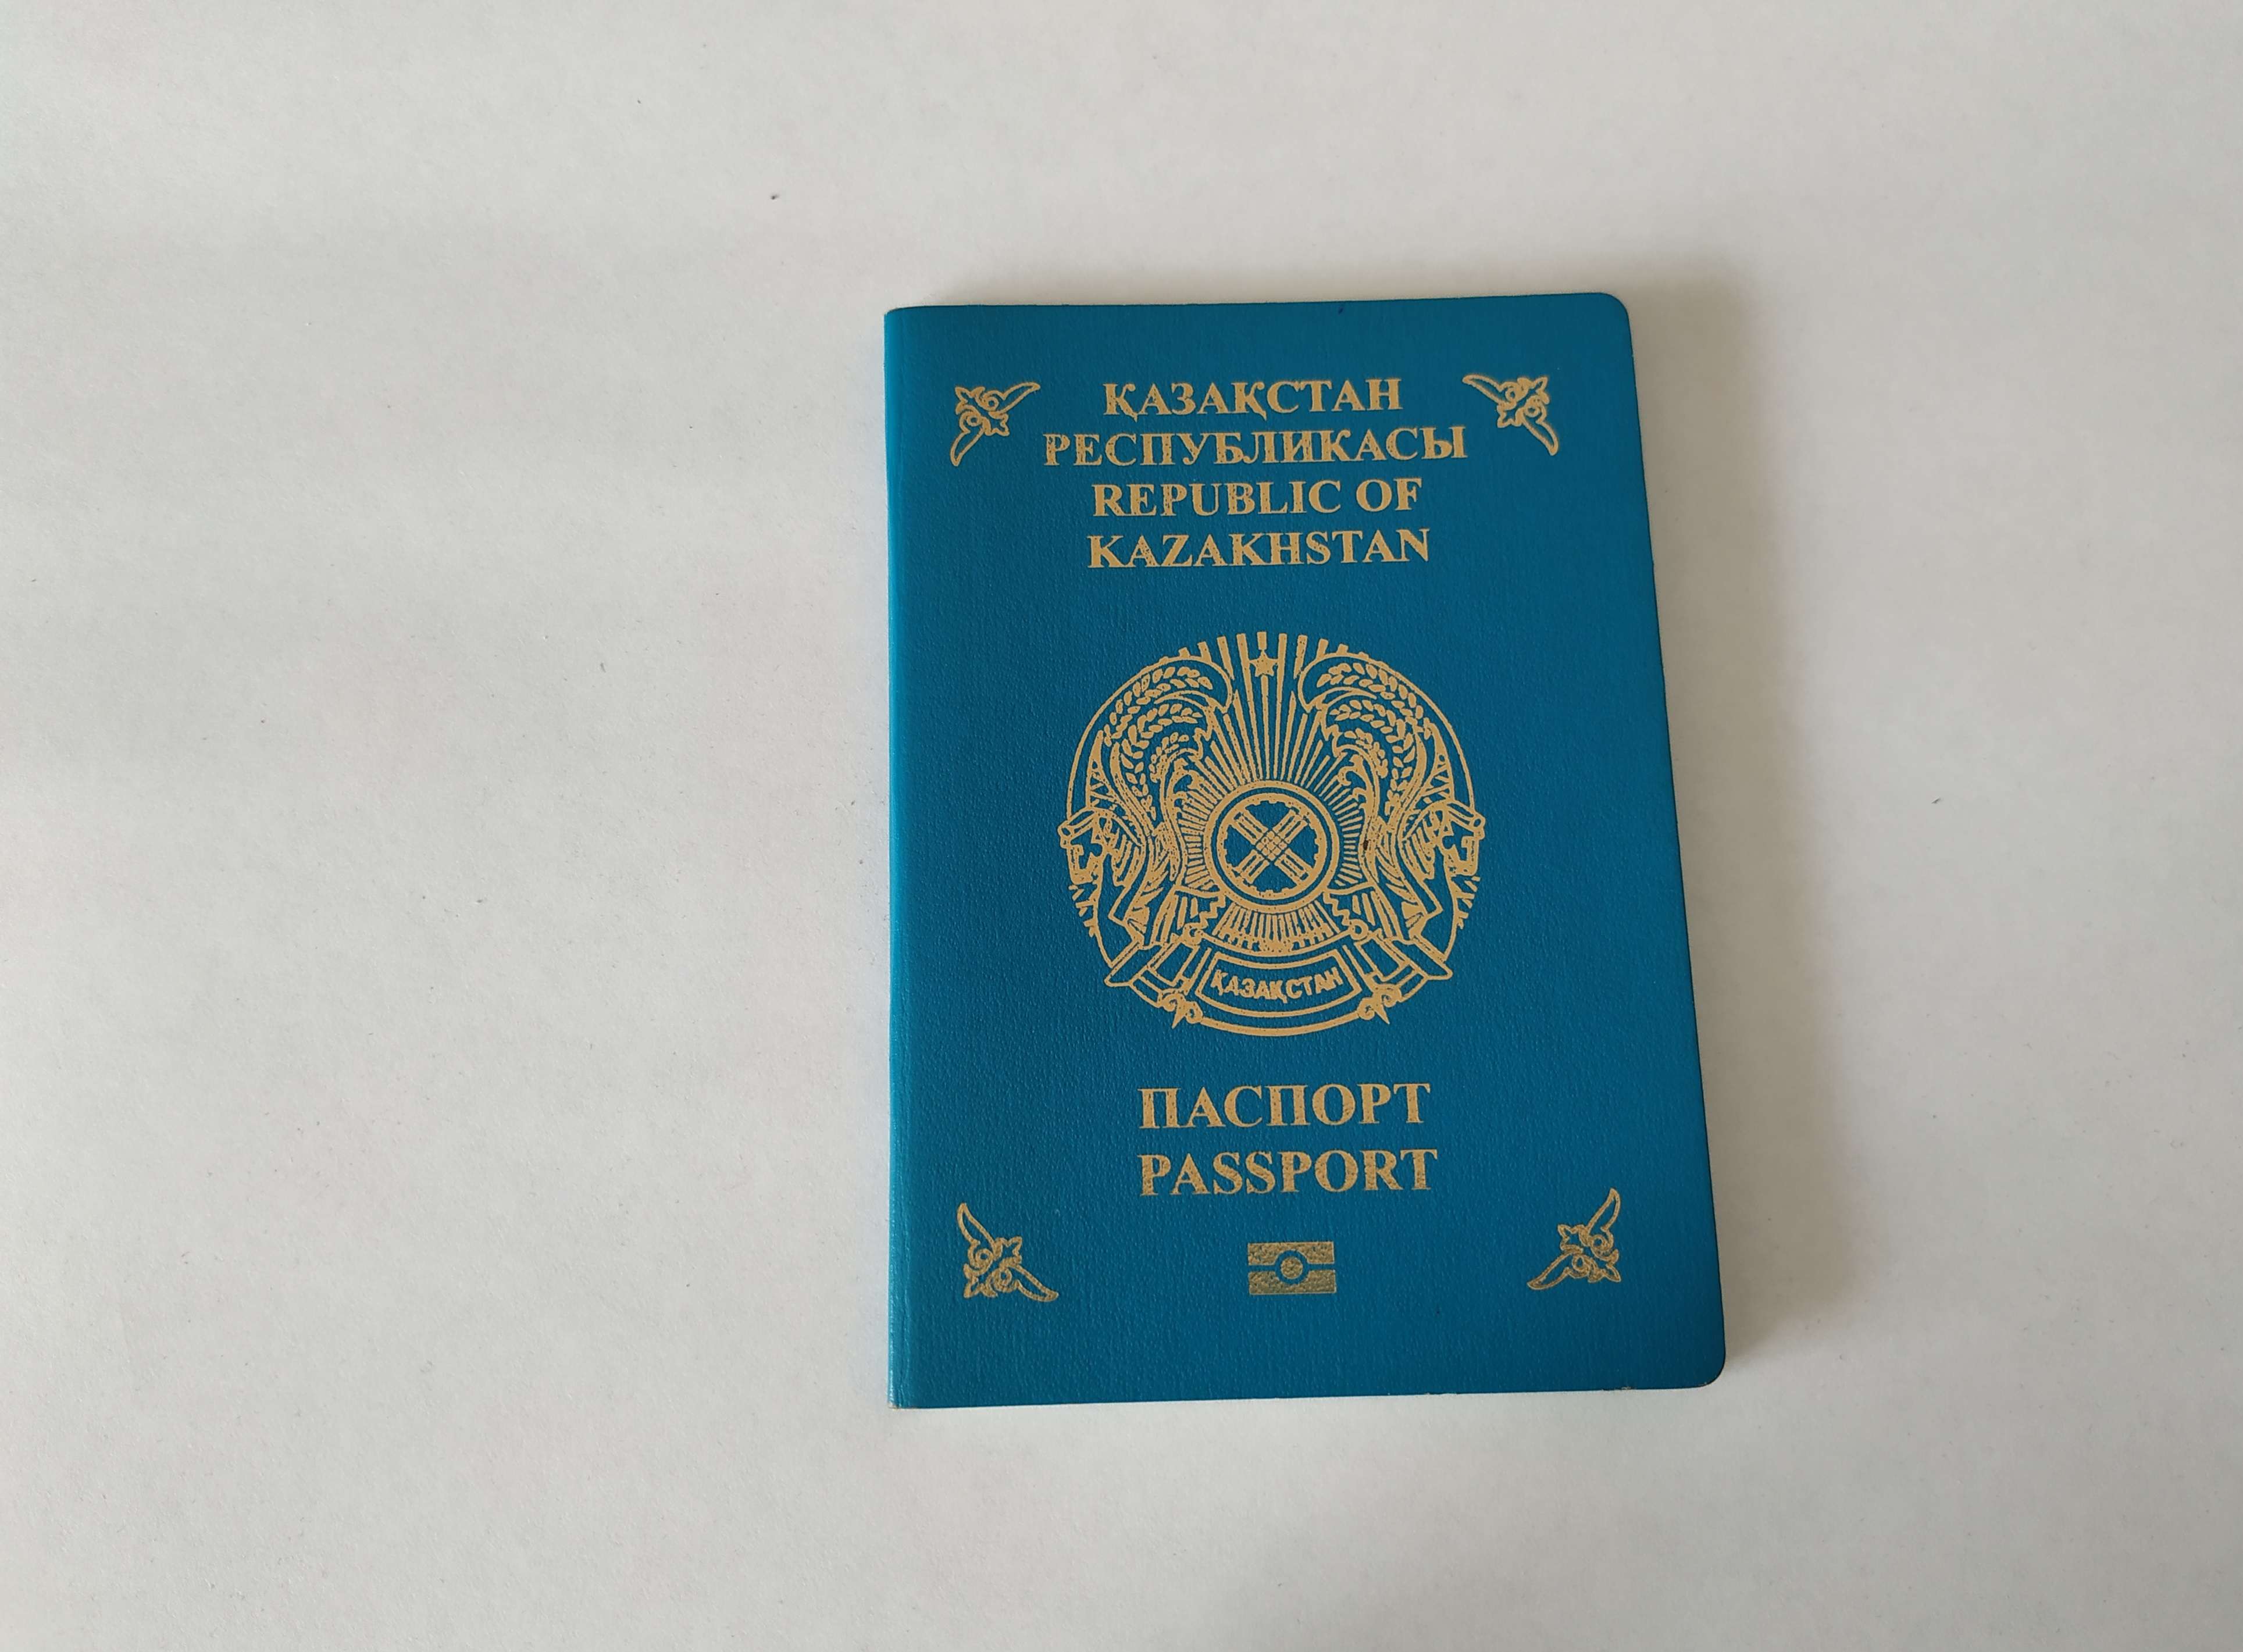 ҚАЗАҚСТАН
РЕСПУБЛИКАСЫ
REPUBLIC OF
KAZAKHSTAN
ҚАЗАҚСТАН
ПАСПОРТ
PASSPORT